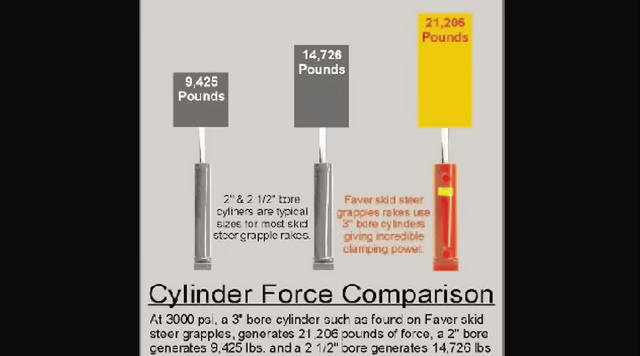 9,425
Pounds
14,726
Pounds
21,206
Pounds
2" & 2 1/2" bore
cyliners are typical
sizes for most skid
steer grapple rakes.
Faver skid steer
grapples rakes use
3" bore cylinders
giving incredible
clamping power.
Cylinder Force Comparison
At 3000 psi, a 3" bore cylinder such as found on Faver skid
steer grapples, generates 21,206 pounds of force, a 2" bore
generates 9,425 lbs. and a 2 1/2" bore generates 14,726 lbs